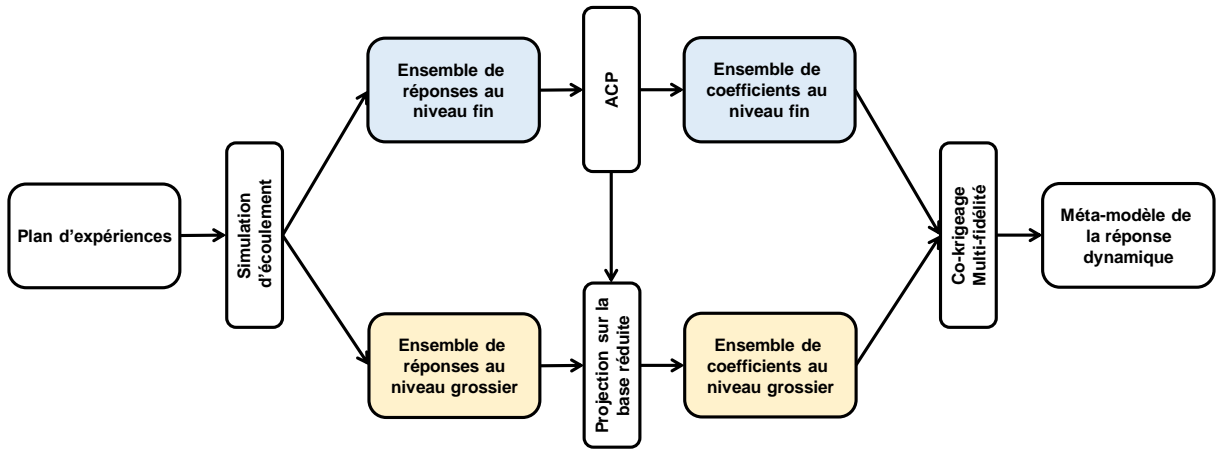 Plan d'expériences
Simulation
d'écoulement
Ensemble de
réponses au
niveau fin
ACP
Ensemble de
coefficients au
niveau fin
Ensemble de
réponses au
niveau grossier
Projection sur la
base réduite
Ensemble de
coefficients au
niveau grossier
Co-krigeage
Multi-fidélité
Méta-modèle de
la réponse
dynamique